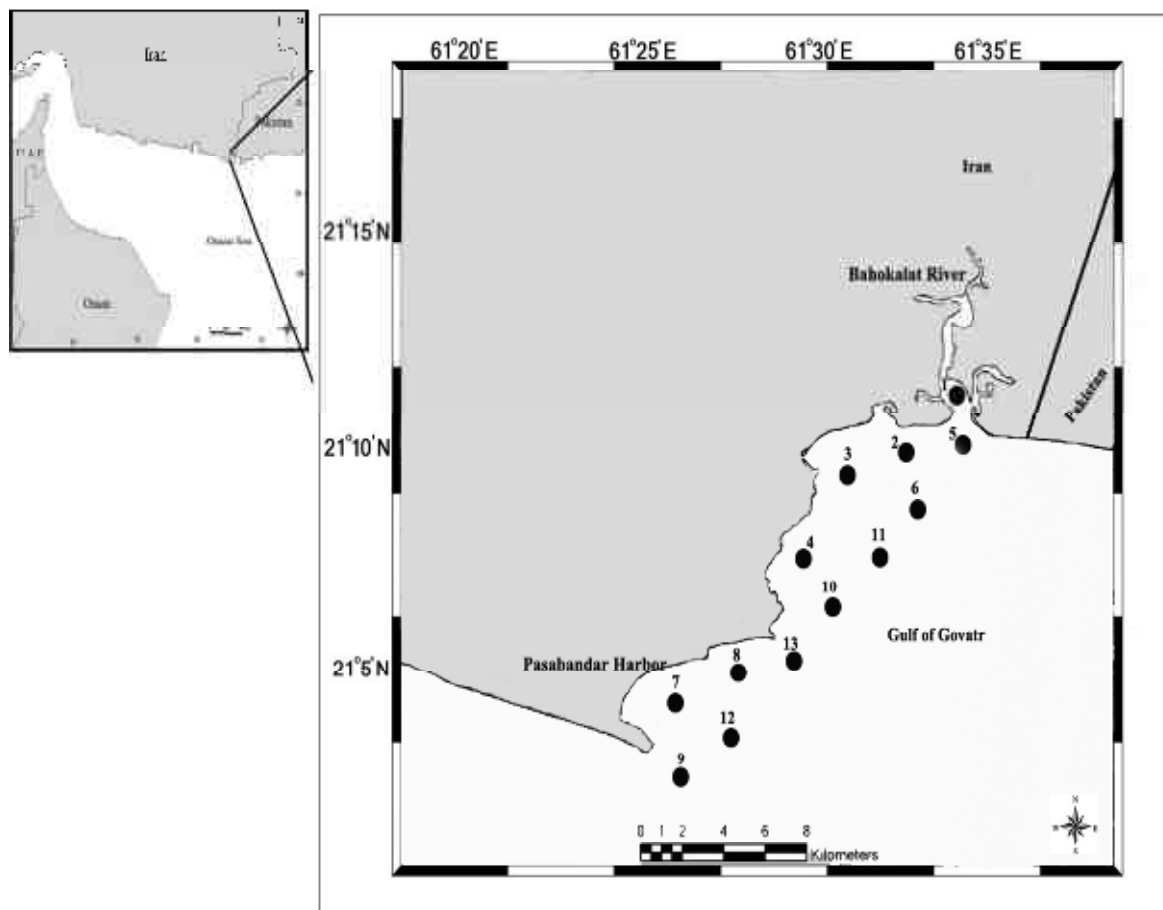 Iran
Oman
61°20'E 61°25'E 61°30'E 61°35'E
Iran
21°15'N
Bahokalat River
Pakistan
21°10'N
5
2
3
6
11
4
10
Gulf of Govatr
13
21°5'N
Pasabandar Harbor
8
7
12
9
N
W E
S
0 1 2 4 6 8
Kilometers